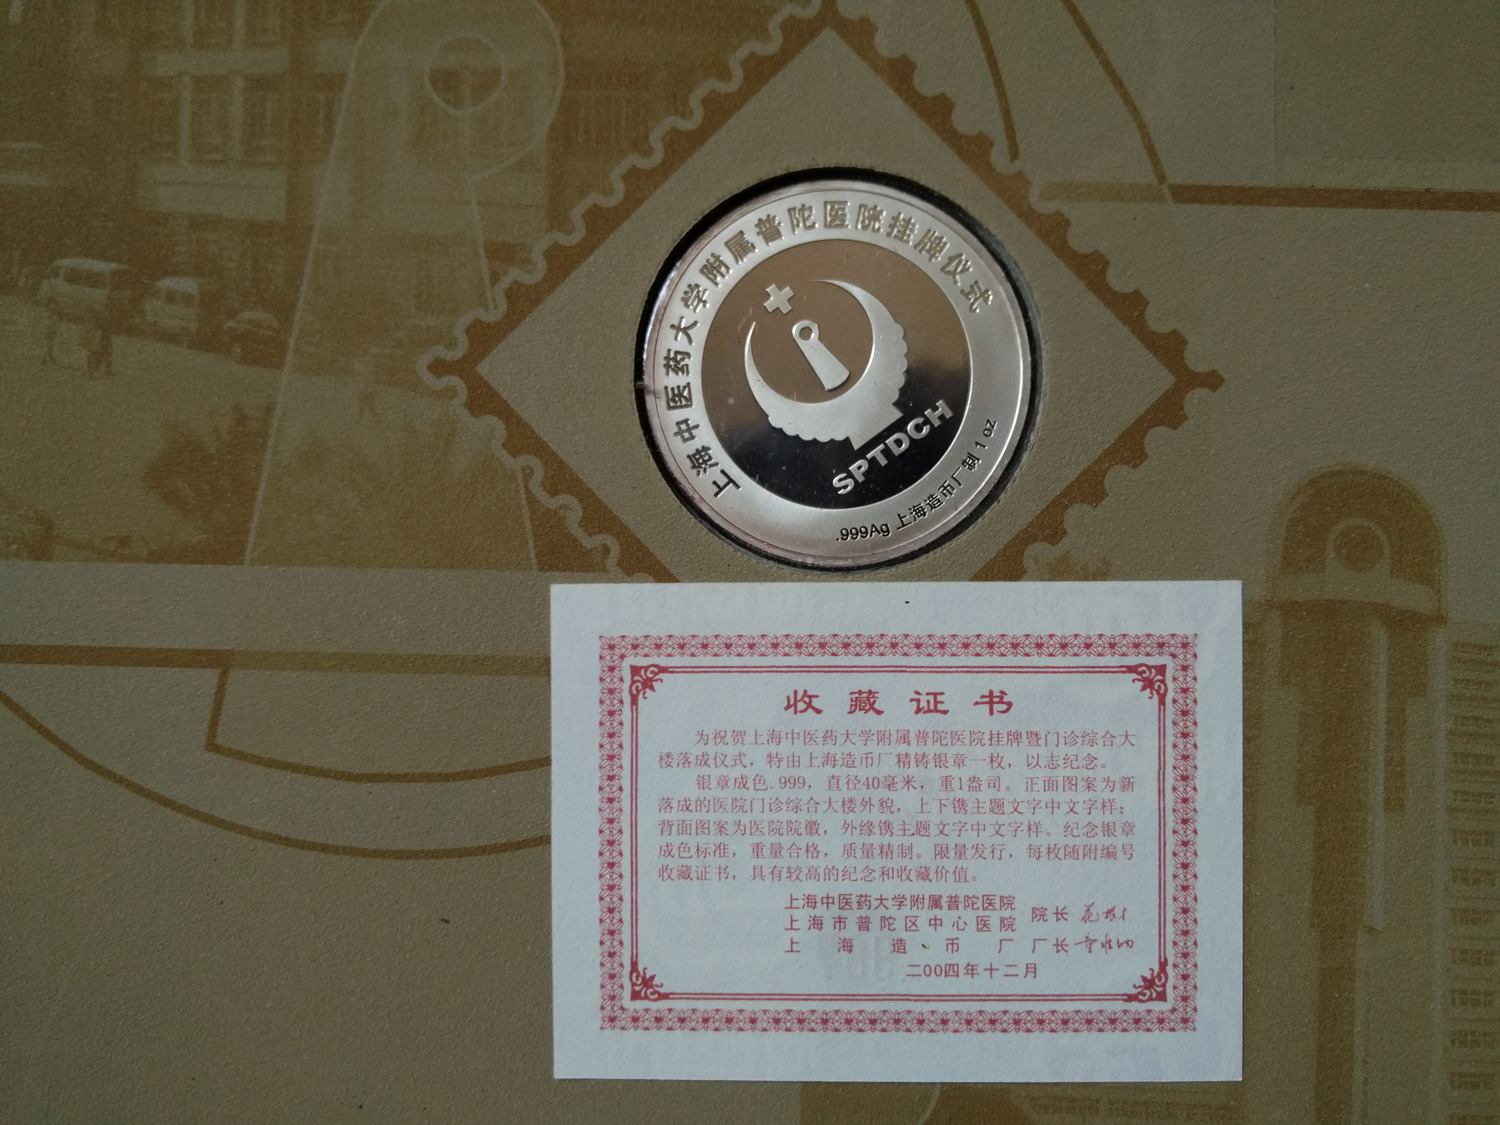 上海中医药大学附属普陀医院挂牌仪式
SPTDCH
.999Ag 上海造币厂制 1 oz
收藏证书
为祝贺上海中医药大学附属普陀医院挂牌暨门诊综合大
楼落成仪式，特由上海造币厂精铸银章一枚，以志纪念。
银章成色.999，直径40毫米，重1盎司。正面图案为新
落成的医院门诊综合大楼外貌，上下镌主题文字中文字样；
背面图案为医院院徽，外缘镌主题文字中文字样。纪念银章
成色标准，重量合格，质量精制。限量发行，每枚随附编号
收藏证书，具有较高的纪念和收藏价值。
上海中医药大学附属普陀医院
上海市普陀区中心医院 院长
上海造币厂 厂长
二00四年十二月